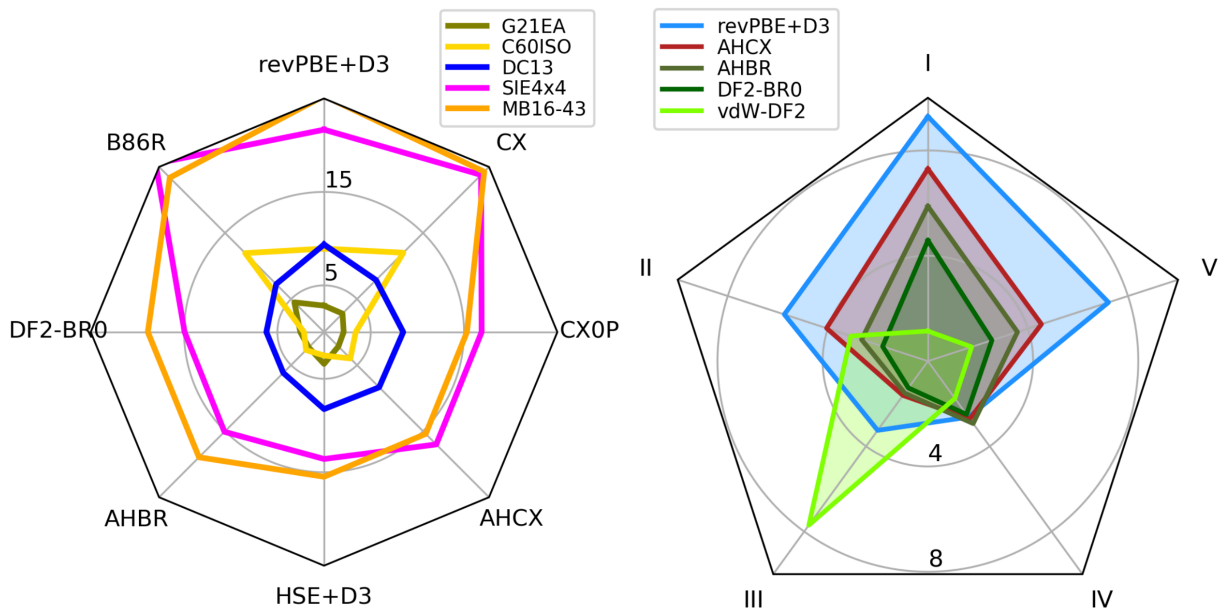 G21EA
C60ISO
DC13
SIE4x4
MB16-43
revPBE+D3
B86R
CX
15
5
DF2-BR0
CX0P
AHBR
AHCX
HSE+D3
revPBE+D3
AHCX
AHBR
DF2-BR0
vdW-DF2
I
II
V
4
8
III
IV